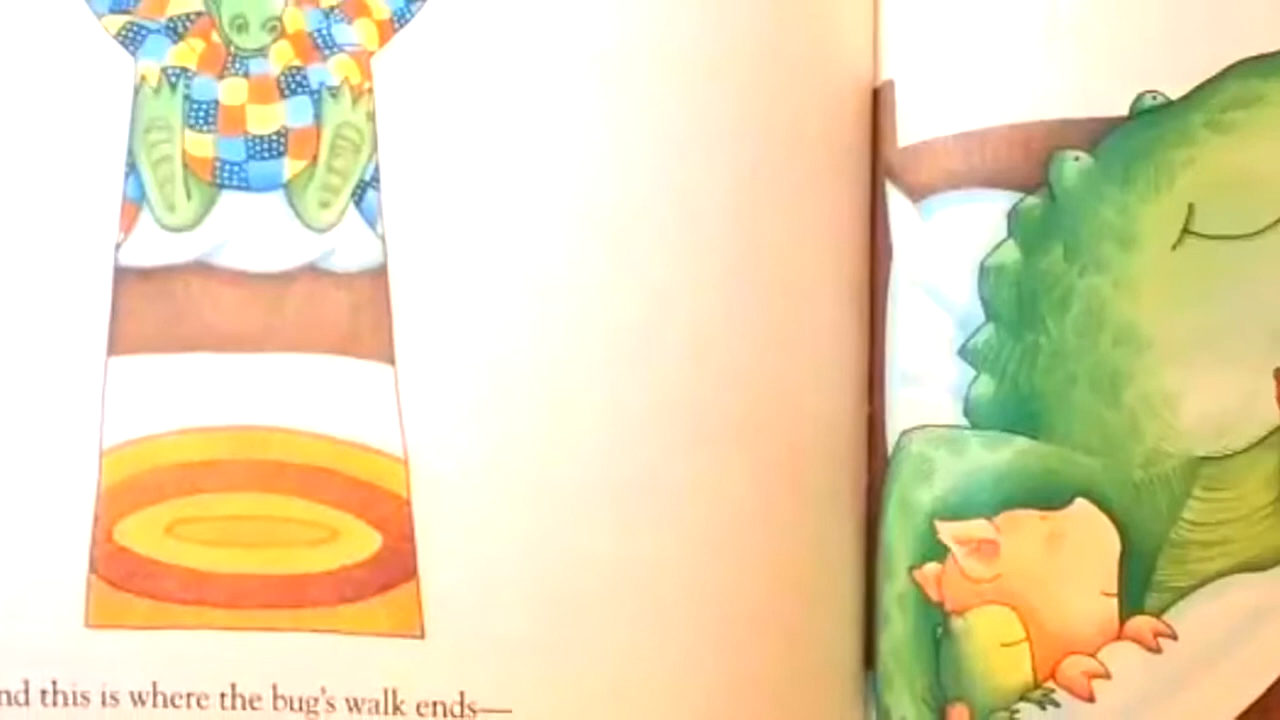 nd this is where the bug's walk ends—